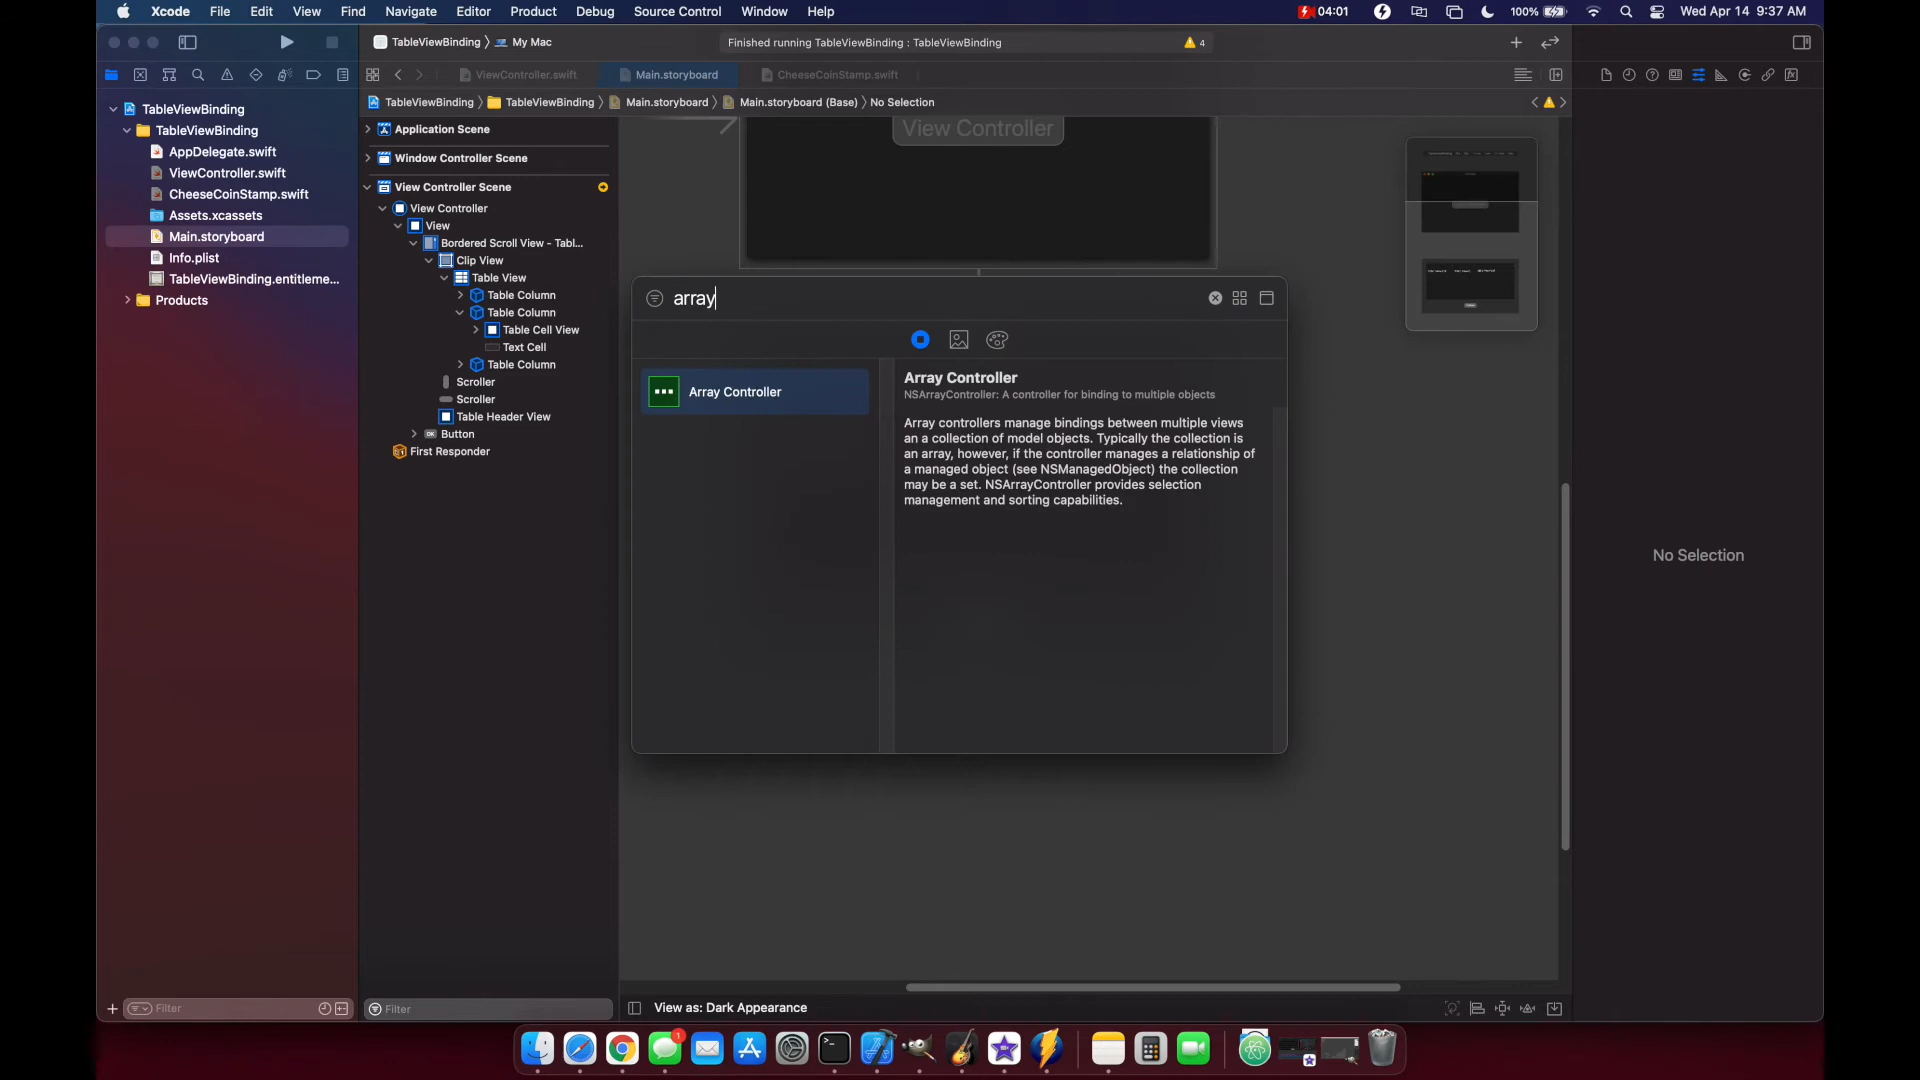 Xcode File Edit View Find Navigate Editor Product Debug Source Control Window Help 04:01 100% Wed Apr 14 9:37 AM
TableViewBinding My Mac Finished running TableViewBinding : TableViewBinding 4
ViewController.swift Main.storyboard CheeseCoinStamp.swift
TableViewBinding TableViewBinding Main.storyboard Main.storyboard (Base) No Selection
TableViewBinding
TableViewBinding
AppDelegate.swift
ViewController.swift
CheeseCoinStamp.swift
Assets.xcassets
Main.storyboard
Info.plist
TableViewBinding.entitleme...
Products
Application Scene
Window Controller Scene
View Controller Scene
View Controller
View
Bordered Scroll View - Tabl...
Clip View
Table View
Table Column
Table Column
Table Cell View
Text Cell
Table Column
Scroller
Scroller
Table Header View
OK Button
First Responder
View Controller
array
Array Controller
Array Controller
NSArrayController: A controller for binding to multiple objects
Array controllers manage bindings between multiple views
an a collection of model objects. Typically the collection is
an array, however, if the controller manages a relationship of
a managed object (see NSManagedObject) the collection
may be a set. NSArrayController provides selection
management and sorting capabilities.
No Selection
Filter
Filter
View as: Dark Appearance
1